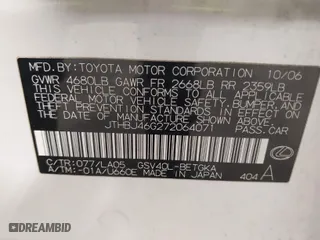 MFD. BY: TOYOTA MOTOR CORPORATION 10/06
GVWR 4680LB GAWR FR 2668LB RR 2359LB
THIS VEHICLE CONFORMS TO ALL APPLICABLE FEDERAL
MOTOR VEHICLE SAFETY, BUMPER, AND THEFT PREVENTION
STANDARDS IN EFFECT ON THE DATE OF
MANUFACTURE SHOWN ABOVE.
JTHBJ46G272064071 PASS. CAR
C/TR: 077/LA05 GSV40L-BETGKA
A/TM: -01A/U660E MADE IN JAPAN 404 A
DREAMBID.COM